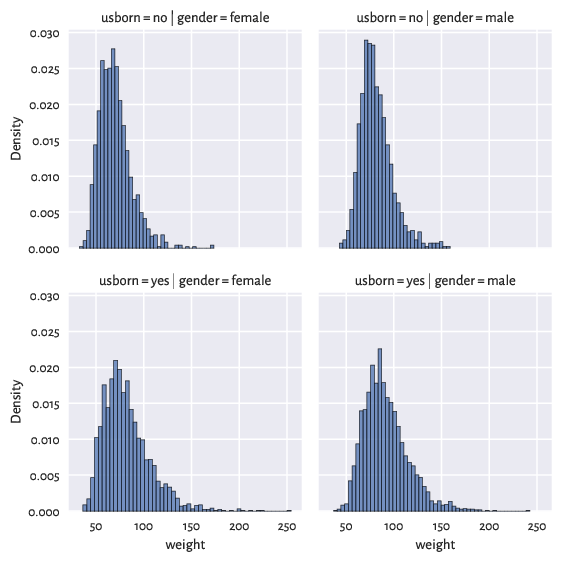 usborn = no | gender = female
usborn = no | gender = male
0.030
0.025
0.020
0.015
0.010
0.005
0.000
Density
usborn = yes | gender = female
usborn = yes | gender = male
0.030
0.025
0.020
0.015
0.010
0.005
0.000
Density
50 100 150 200 250
50 100 150 200 250
weight
weight